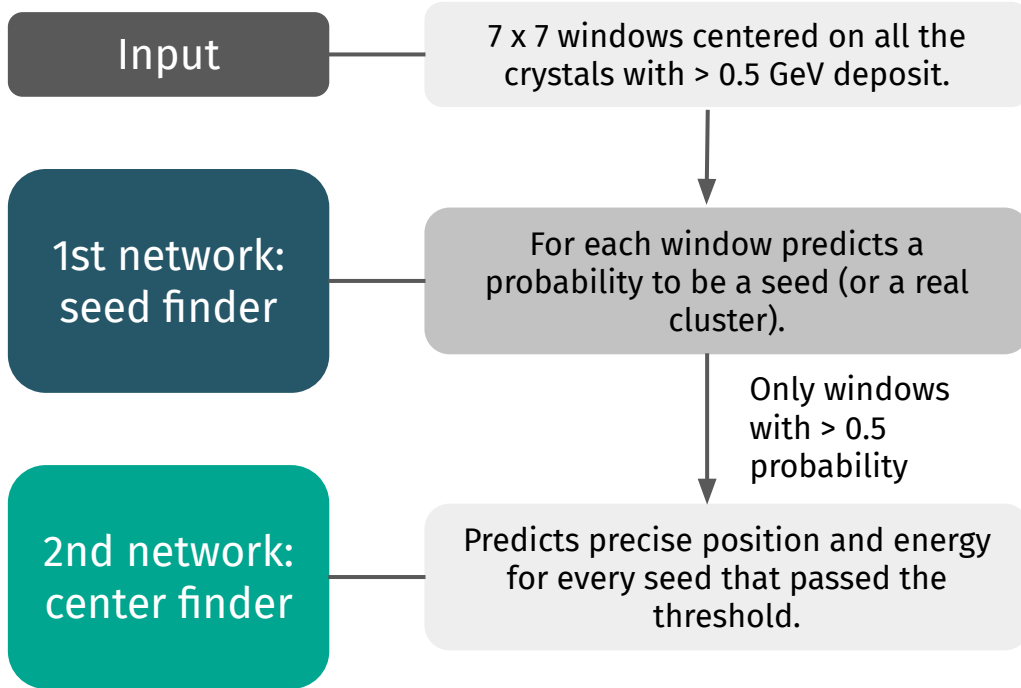 Input
7 x 7 windows centered on all the
crystals with > 0.5 GeV deposit.
1st network:
seed finder
For each window predicts a
probability to be a seed (or a real
cluster).
Only windows
with > 0.5
probability
2nd network:
center finder
Predicts precise position and energy
for every seed that passed the
threshold.